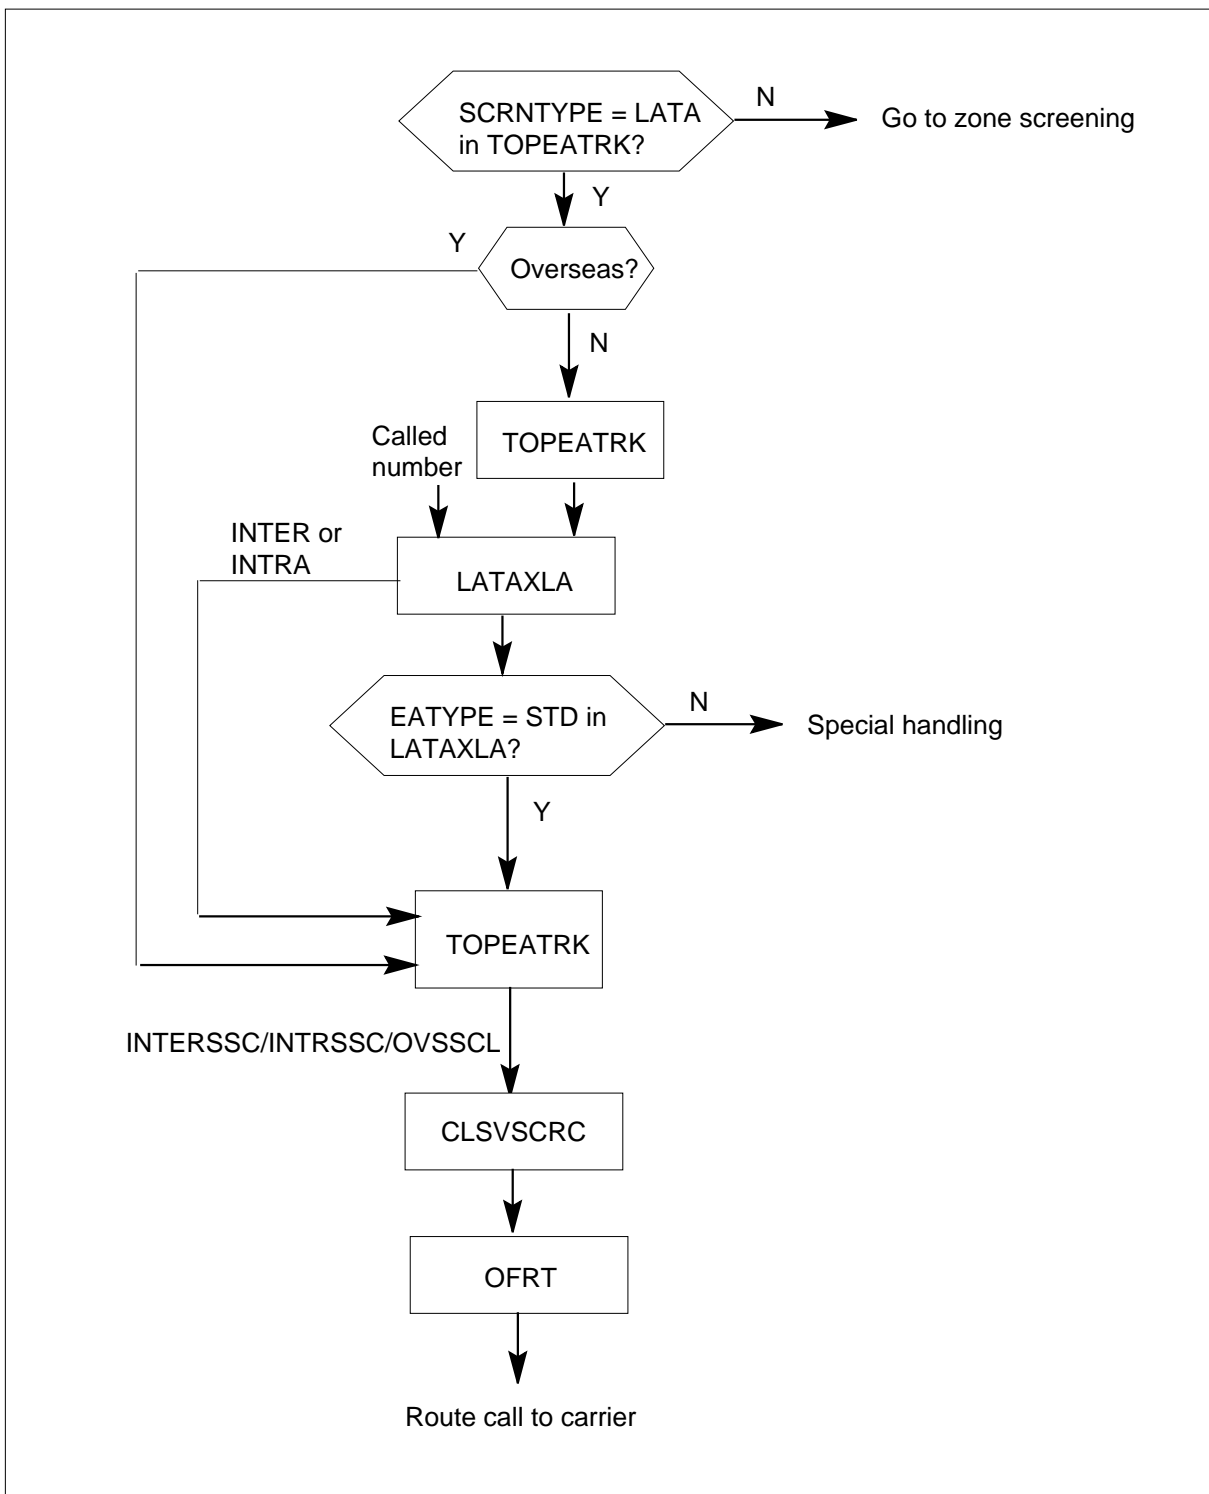 SCRNTYPE = LATA
in TOPEATRK?
N
Go to zone screening
Y
Y
Overseas?
N
Called
number
TOPEATRK
INTER or
INTRA
LATAXLA
EATYPE = STD in
LATAXLA?
N
Special handling
Y
TOPEATRK
INTERSSC/INTRSSC/OVSSCL
CLSVSCRC
OFRT
Route call to carrier